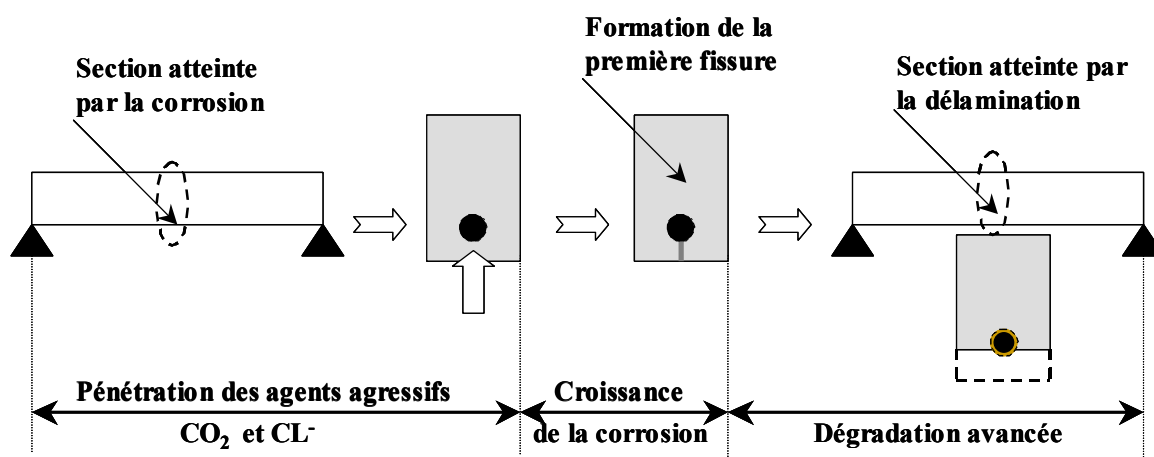 Section atteinte
par la corrosion
Formation de la
première fissure
Section atteinte par
la délamination
Pénétration des agents agressifs
CO₂ et CL⁻
Croissance
de la corrosion
Dégradation avancée